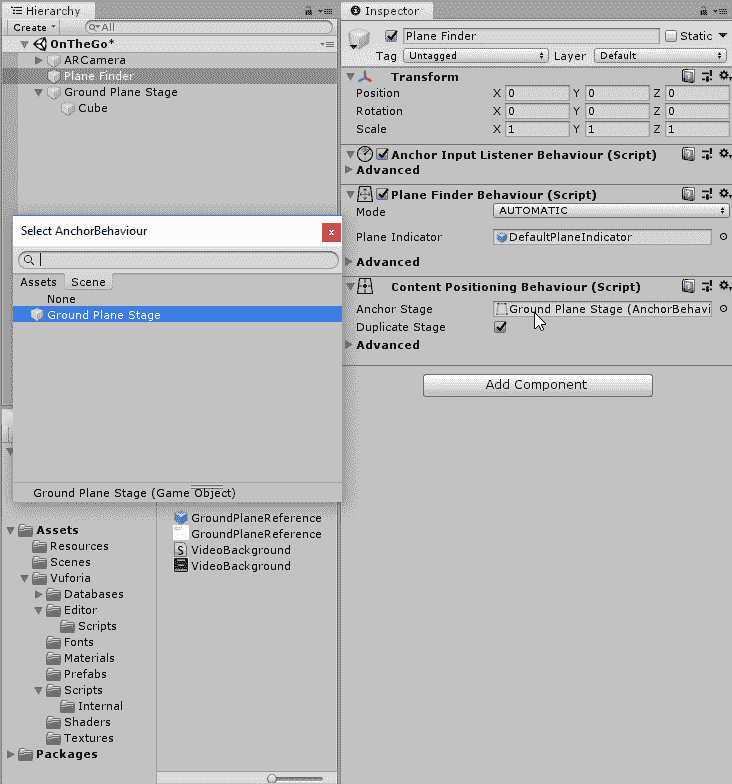 Hierarchy
Create All
OnTheGo*
ARCamera
Plane Finder
Ground Plane Stage
Cube
Select AnchorBehaviour
x
Assets Scene
None
Ground Plane Stage
Ground Plane Stage (Game Object)
Assets
Resources
Scenes
Vuforia
Databases
Editor
Scripts
Fonts
Materials
Prefabs
Scripts
Internal
Shaders
Textures
Packages
GroundPlaneReference
GroundPlaneReference
VideoBackground
VideoBackground
Inspector
Plane Finder Static
Tag Untagged Layer Default
Transform
Position X 0 Y 0 Z 0
Rotation X 0 Y 0 Z 0
Scale X 1 Y 1 Z 1
Anchor Input Listener Behaviour (Script)
Advanced
Plane Finder Behaviour (Script)
Mode AUTOMATIC
Plane Indicator DefaultPlaneIndicator
Advanced
Content Positioning Behaviour (Script)
Anchor Stage Ground Plane Stage (AnchorBehavi
Duplicate Stage
Advanced
Add Component